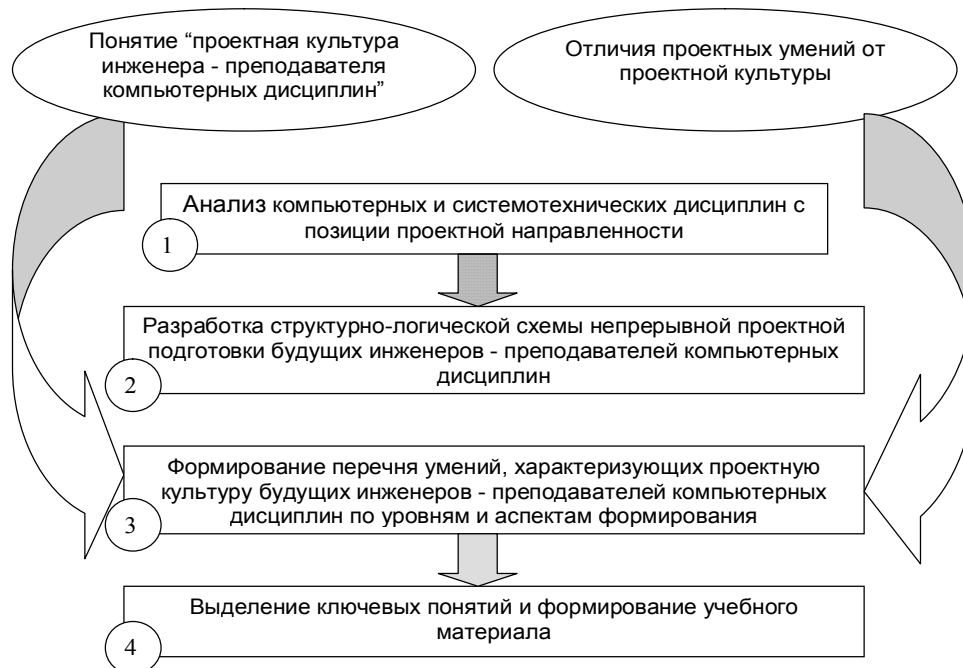 Понятие “проектная культура
инженера - преподавателя
компьютерных дисциплин”
Отличия проектных умений от
проектной культуры
Анализ компьютерных и системотехнических дисциплин с
позиции проектной направленности
1
Разработка структурно-логической схемы непрерывной проектной
подготовки будущих инженеров - преподавателей компьютерных
дисциплин
2
Формирование перечня умений, характеризующих проектную
культуру будущих инженеров - преподавателей компьютерных
дисциплин по уровням и аспектам формирования
3
Выделение ключевых понятий и формирование учебного
материала
4